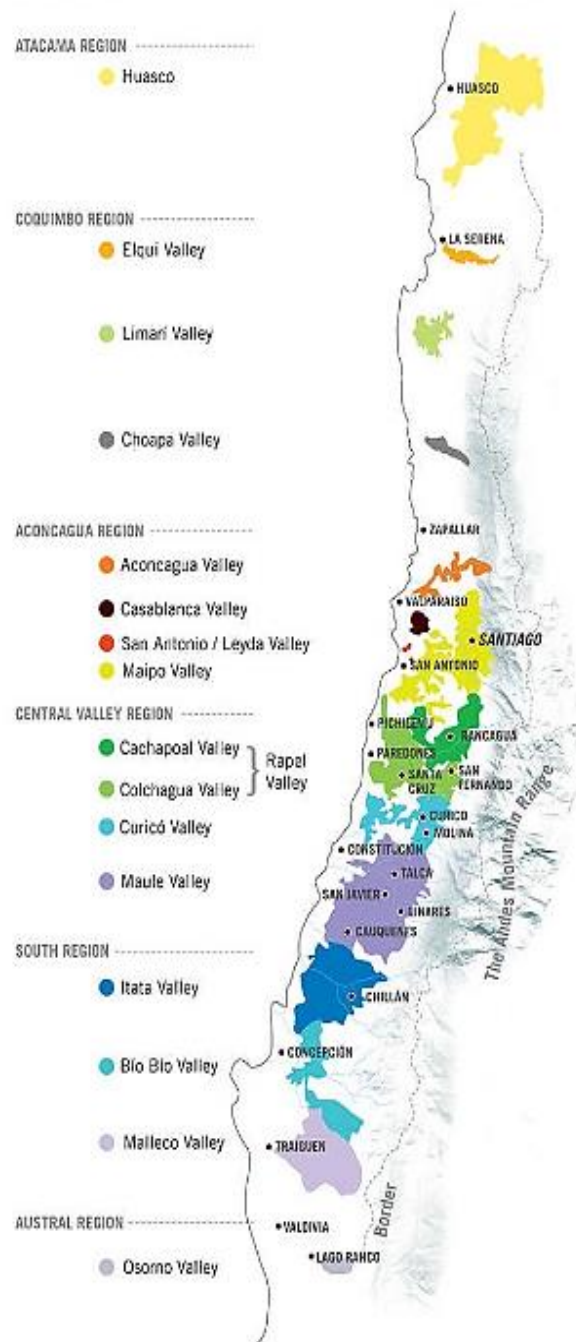 ATACAMA REGION
Huasco
HUASCO
COQUIMBO REGION
LA SERENA
Elqui Valley
Limarí Valley
Choapa Valley
ACONCAGUA REGION
ZAPALLAR
Aconcagua Valley
Casablanca Valley
VALPARAISO
San Antonio / Leyda Valley
SANTIAGO
Maipo Valley
SAN ANTONIO
CENTRAL VALLEY REGION
PICHILEMU
RANCAGUA
Cachapoal Valley
Rapel
Valley
PAREDONES
Colchagua Valley
SANTA
CRUZ
SAN
FERNANDO
Curicó Valley
CURICO
MOLINA
CONSTITUCIÓN
Maule Valley
TALCA
SAN JAVIER
LINARES
CAUQUENES
The Andes Mountain Range
SOUTH REGION
Itata Valley
CHILLÁN
Bío Bío Valley
CONCEPCIÓN
Malleco Valley
TRAIGUEN
AUSTRAL REGION
VALDIVIA
Border
Osorno Valley
LAGO RANCO